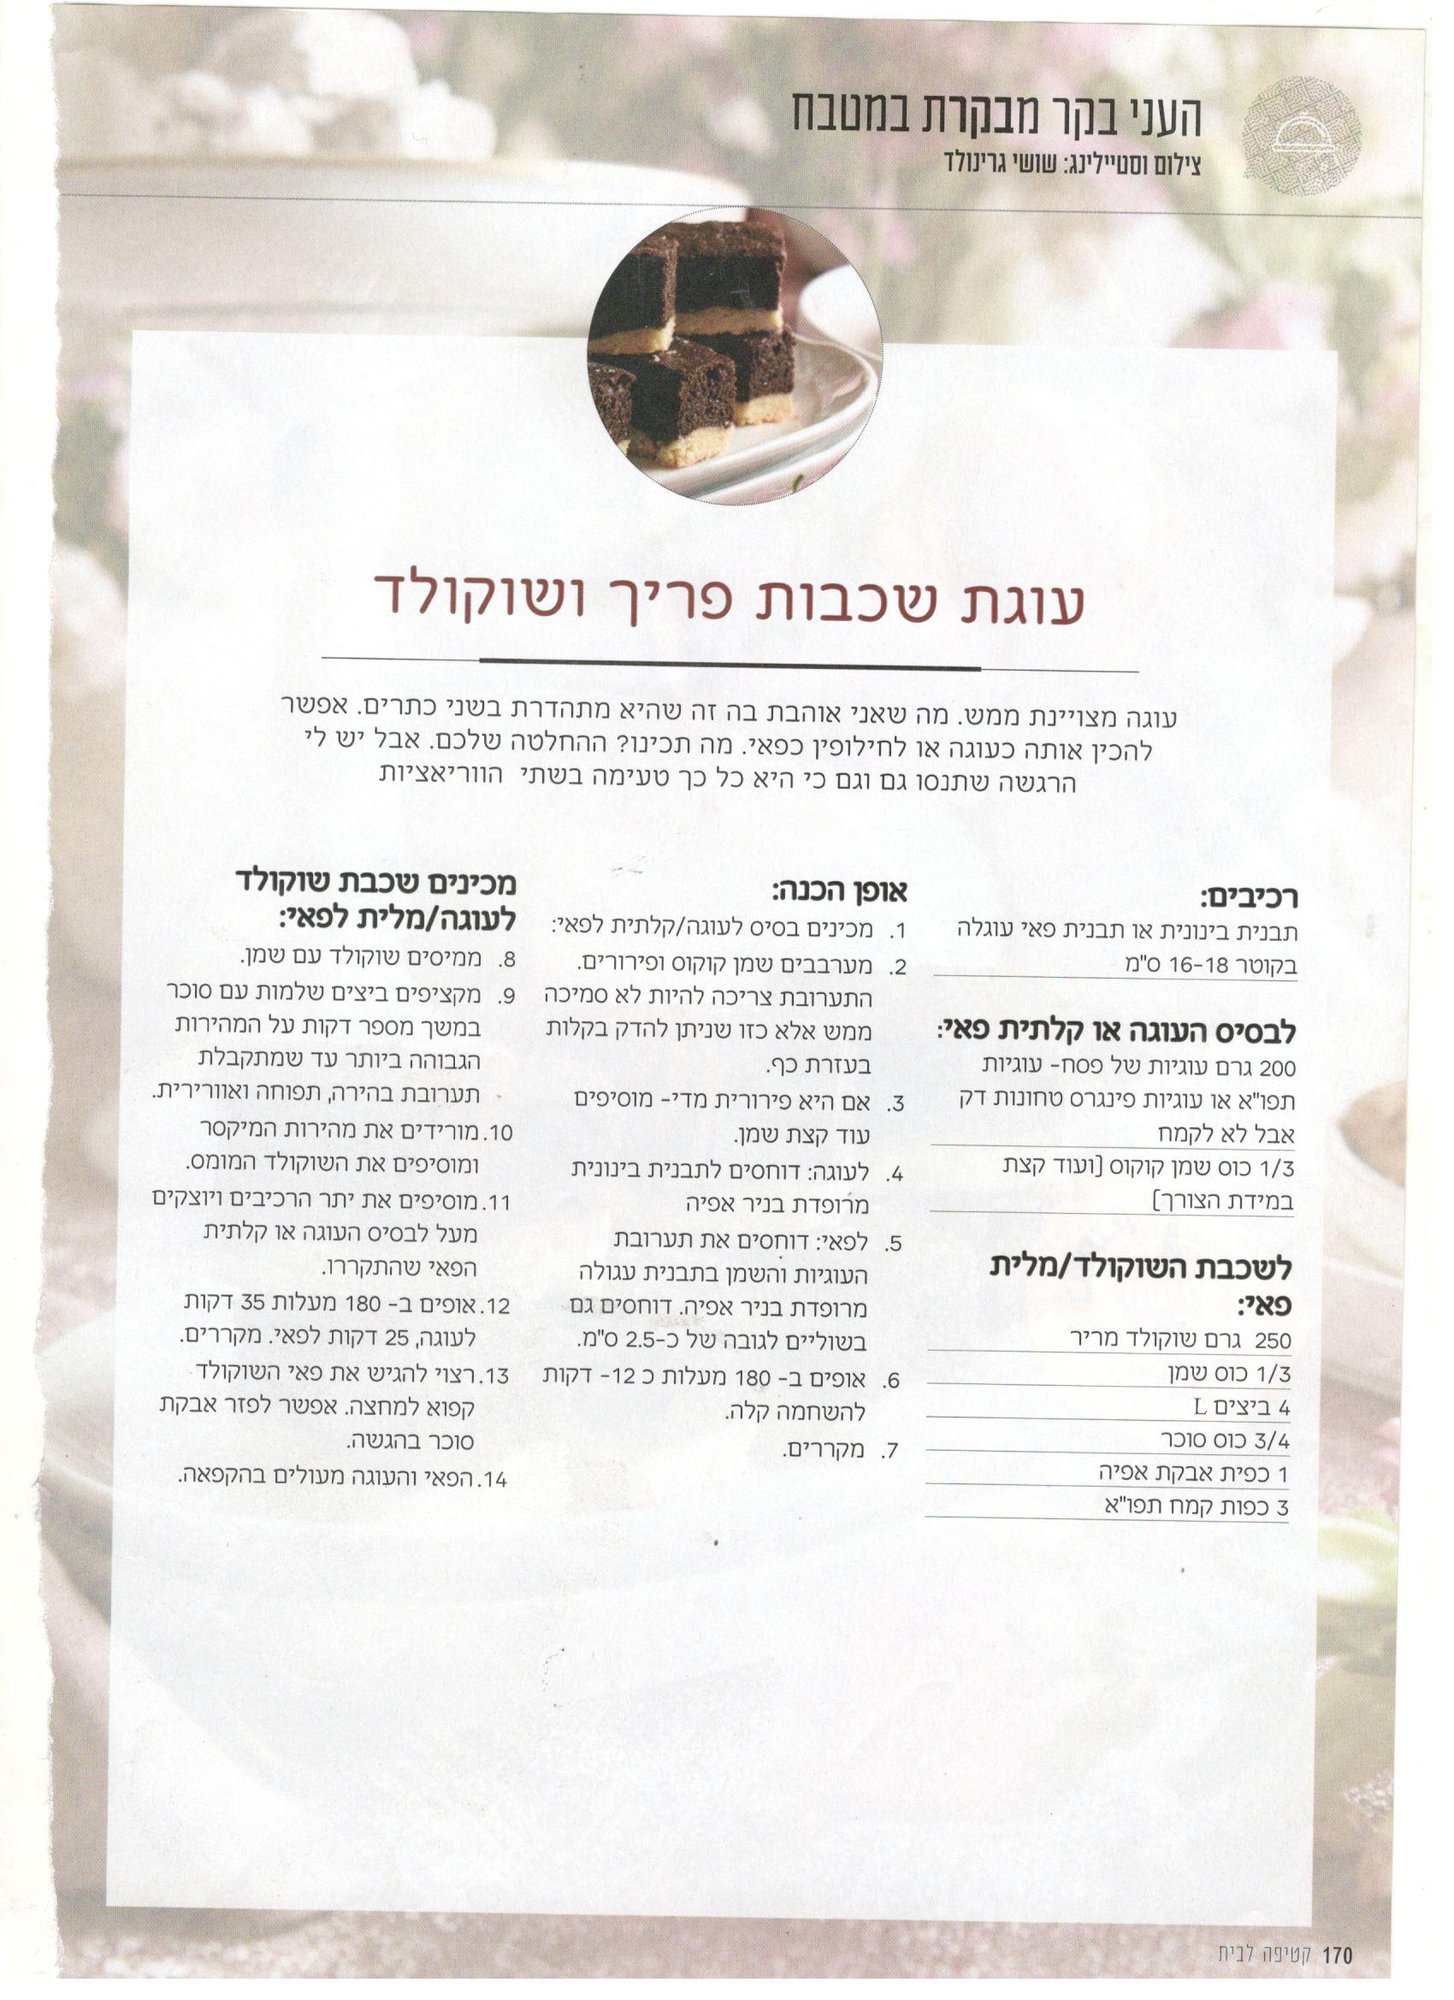 העני בקר מבקרת במטבח
צילום וסטיילינג: שושי גרינולד
עוגת שכבות פריך ושוקולד
עוגה מצויינת ממש. מה שאני אוהבת בה זה שהיא מתהדרת בשני כתרים. אפשר
להכין אותה כעוגה או לחילופין כפאי. מה תכינו? ההחלטה שלכם. אבל יש לי
הרגשה שתנסו גם וגם כי היא כל כך טעימה בשתי הווריאציות
רכיבים:
תבנית בינונית או תבנית פאי עוגלה
בקוטר 16-18 ס"מ
לבסיס העוגה או קלתית פאי:
200 גרם עוגיות של פסח- עוגיות
תפו"א או עוגיות פינגרס טחונות דק
אבל לא לקמח
1/3 כוס שמן קוקוס [ועוד קצת
במידת הצורך]
לשכבת השוקולד/מלית
פאי:
250 גרם שוקולד מריר
1/3 כוס שמן
4 ביצים L
3/4 כוס סוכר
1 כפית אבקת אפיה
3 כפות קמח תפו"א
אופן הכנה:
1. מכינים בסיס לעוגה/קלתית לפאי:
2. מערבבים שמן קוקוס ופירורים.
התערובת צריכה להיות לא סמיכה
ממש אלא כזו שניתן להדק בקלות
בעזרת כף.
3. אם היא פירורית מדי- מוסיפים
עוד קצת שמן.
4. לעוגה: דוחסים לתבנית בינונית
מרופדת בניר אפיה
5. לפאי: דוחסים את תערובת
העוגיות והשמן בתבנית עגולה
מרופדת בניר אפיה. דוחסים גם
בשוליים לגובה של כ-2.5 ס"מ.
6. אופים ב- 180 מעלות כ 12- דקות
להשחמה קלה.
7. מקררים.
מכינים שכבת שוקולד
לעוגה/מלית לפאי:
8. ממיסים שוקולד עם שמן.
9. מקציפים ביצים שלמות עם סוכר
במשך מספר דקות על המהירות
הגבוהה ביותר עד שמתקבלת
תערובת בהירה, תפוחה ואוורירית.
10. מורידים את מהירות המיקסר
ומוסיפים את השוקולד המומס.
11. מוסיפים את יתר הרכיבים ויוצקים
מעל לבסיס העוגה או קלתית
הפאי שהתקררו.
12. אופים ב- 180 מעלות 35 דקות
לעוגה, 25 דקות לפאי. מקררים.
13. רצוי להגיש את פאי השוקולד
קפוא למחצה. אפשר לפזר אבקת
סוכר בהגשה.
14. הפאי והעוגה מעולים בהקפאה.
170 קטיפה לבית